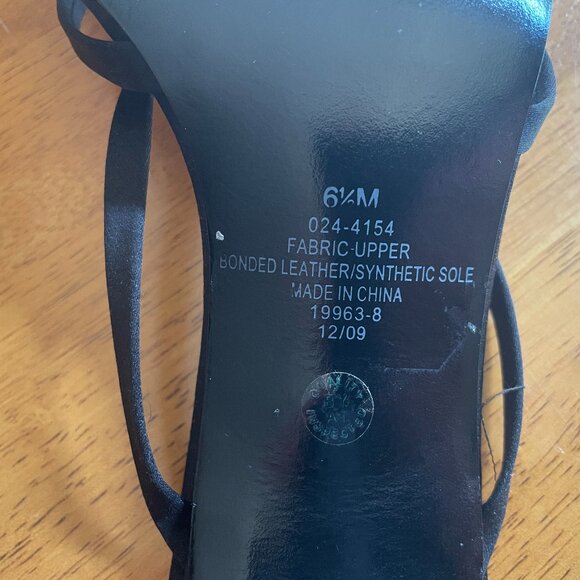 6½M
024-4154
FABRIC-UPPER
BONDED LEATHER/SYNTHETIC SOLE
MADE IN CHINA
19963-8
12/09